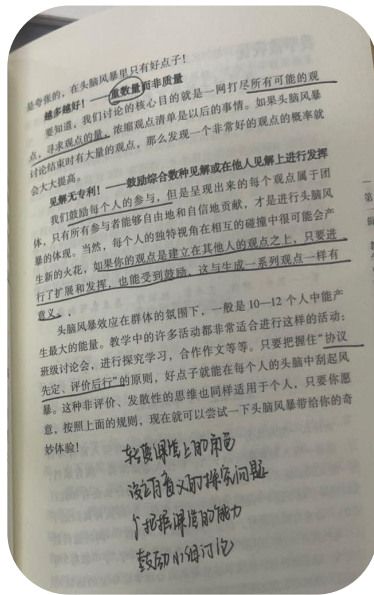 是夸张的，在头脑风暴里只有好点子！
越多越好！——重数量而非质量
要知道，我们讨论的核心目的就是一网打尽所有可能的观
点，寻求观点的量，浓缩观点清单是以后的事情。如果头脑风暴
讨论结束时有大量的观点，那么发现一个非常好的观点的概率就
会大大提高。
见解无专利！——鼓励综合数种见解或在他人见解上进行发挥
我们鼓励每个人的参与，但是呈现出来的每个观点属于团
体，只有所有参与者能够自由地和自信地贡献，才是进行头脑风
暴的体现。当然，每个人的独特视角在相互的碰撞中很可能会产
生新的火花，如果你的观点是建立在其他人的观点之上，只要进
行了扩展和发挥，也能受到鼓励，这与生成一系列观点一样有
意义。
头脑风暴效应在群体的氛围下，一般是10—12个人中能产
生最大的能量。教学中的许多活动都非常适合进行这样的活动：
班级讨论会，进行探究学习，合作作文等等。只要把握住“协议
先定、评价后行”的原则，好点子就能在每个人的头脑中刮起风
暴。这种非评价、发散性的思维也同样适用于个人，只要你愿
意，按照上面的规则，现在就可以尝试一下头脑风暴带给你的奇
妙体验！
转变课堂上的角色
设立有意义的探究问题
把握课堂的能力
鼓励小组讨论